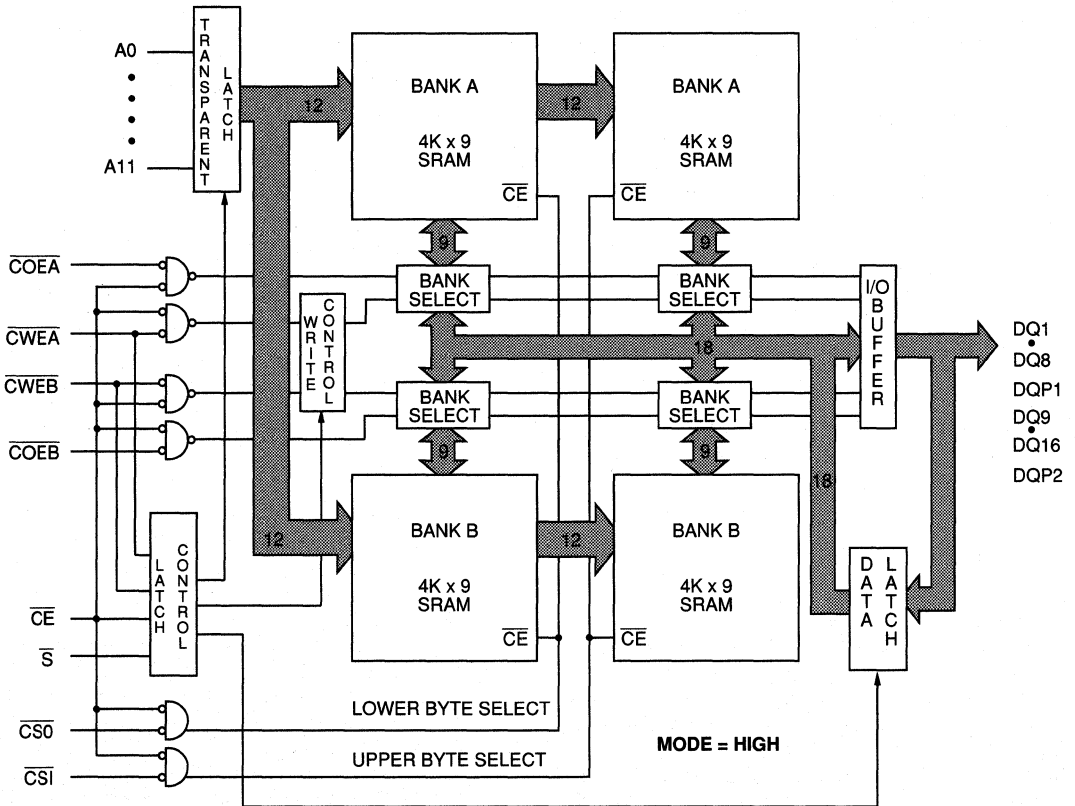 A0
A11
TRANSPARENT
LATCH
12
BANK A
4K x 9
SRAM
CE
12
BANK A
4K x 9
SRAM
CE
9
9
COEA
CWEA
CWEB
COEB
WRITE
CONTROL
BANK
SELECT
BANK
SELECT
18
BANK
SELECT
BANK
SELECT
I/O
BUFFER
DQ1
DQ8
DQP1
DQ9
DQ16
DQP2
9
9
18
12
BANK B
4K x 9
SRAM
CE
12
BANK B
4K x 9
SRAM
CE
DATA
LATCH
LATCH
CONTROL
CE
S
CS0
CSI
LOWER BYTE SELECT
UPPER BYTE SELECT
MODE = HIGH